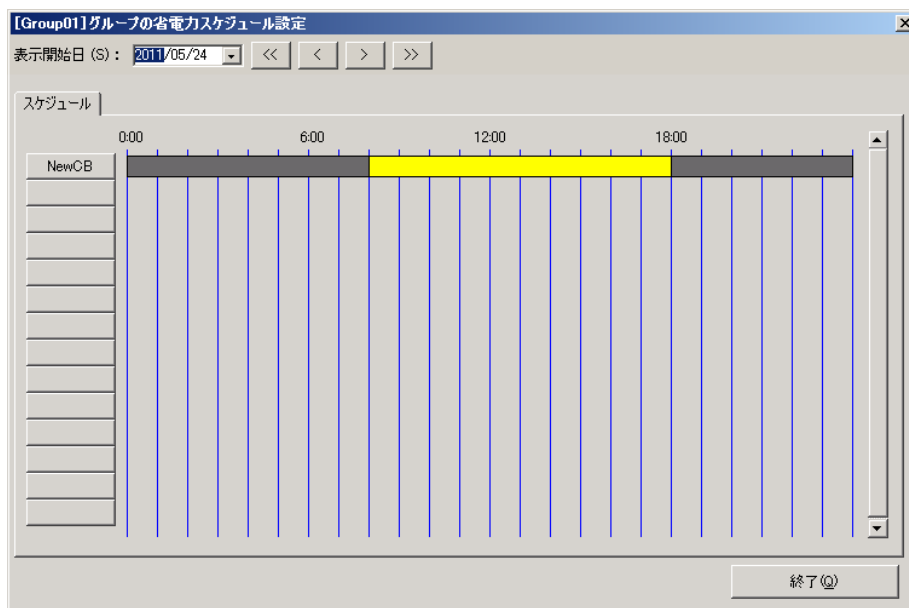 [Group01]グループの省電力スケジュール設定
表示開始日 (S) : 2011/05/24 << < > >>
スケジュール
0:00 6:00 12:00 18:00
NewCB
終了(Q)